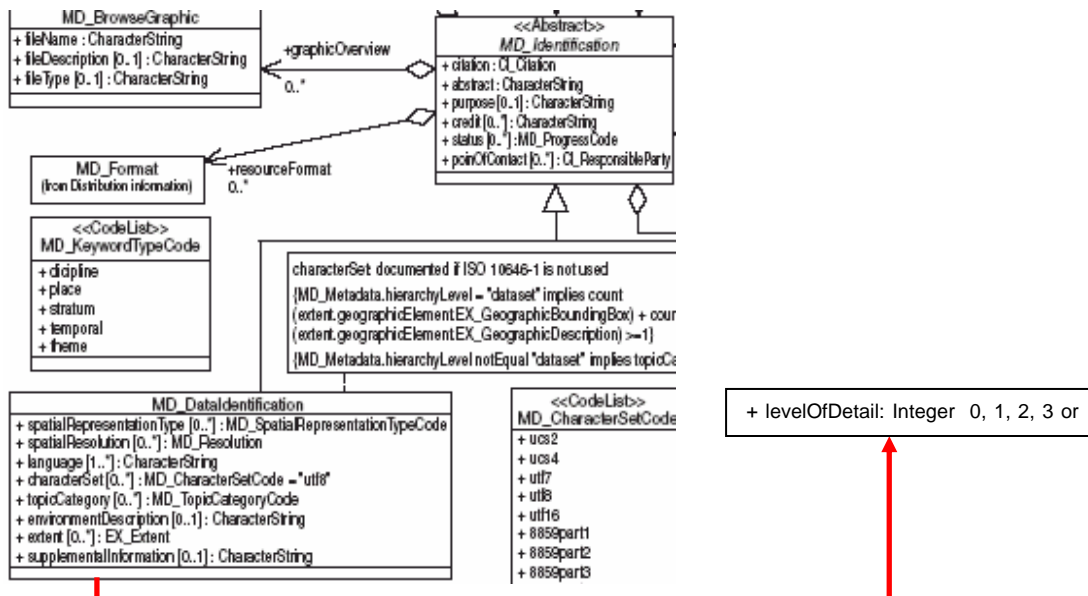 MD_BrowseGraphic
+ fileName : CharacterString
+ fileDescription [0..1] : CharacterString
+ fileType [0..1] : CharacterString
+graphicOverview
0..*
<<Abstract>>
MD_Identification
+ citation : CI_Citation
+ abstract : CharacterString
+ purpose [0..1] : CharacterString
+ credit [0..*] : CharacterString
+ status [0..*] : MD_ProgressCode
+ poinOfContact [0..*] : CI_ResponsibleParty
MD_Format
(from Distribution information)
+resourceFormat
0..*
<<CodeList>>
MD_KeywordTypeCode
+ dicipline
+ place
+ stratum
+ temporal
+ theme
characterSet: documented if ISO 10646-1 is not used
{MD_Metadata.hierarchyLevel = "dataset" implies count
(extent.geographicElement.EX_GeographicBoundingBox) + cour
(extent.geographicElement.EX_GeographicDescription) >=1}
{MD_Metadata.hierarchyLevel notEqual "dataset" implies topicCa
MD_DataIdentification
+ spatialRepresentationType [0..*] : MD_SpatialRepresentationTypeCode
+ spatialResolution [0..*] : MD_Resolution
+ language [1..*] : CharacterString
+ characterSet [0..*] : MD_CharacterSetCode = "utf8"
+ topicCategory [0..*] : MD_TopicCategoryCode
+ environmentDescription [0..1] : CharacterString
+ extent [0..*] : EX_Extent
+ supplementalInformation [0..1] : CharacterString
<<CodeList>>
MD_CharacterSetCode
+ ucs2
+ ucs4
+ utf7
+ utf8
+ utf16
+ 8859part1
+ 8859part2
+ 8859part3
+ levelOfDetail: Integer 0, 1, 2, 3 or